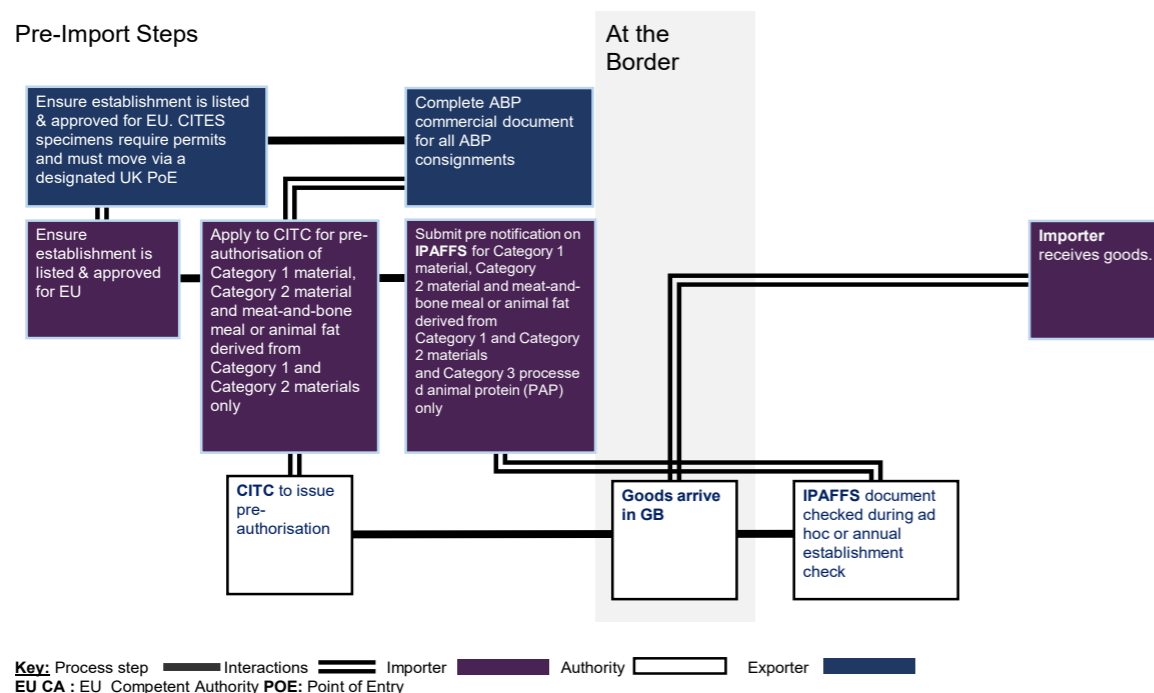 Pre-Import Steps
At the
Border
Ensure establishment is listed
& approved for EU. CITES
specimens require permits
and must move via a
designated UK PoE
Complete ABP
commercial document
for all ABP
consignments
Ensure
establishment is
listed & approved
for EU
Apply to CITC for pre-
authorisation of
Category 1 material,
Category 2 material
and meat-and-bone
meal or animal fat
derived from
Category 1 and
Category 2 materials
only
Submit pre notification on
IPAFFS for Category 1
material, Category
2 material and meat-and-
bone meal or animal fat
derived from
Category 1 and Category
2 materials
and Category 3 processe
d animal protein (PAP)
only
Importer
receives goods.
CITC to issue
pre-
authorisation
Goods arrive
in GB
IPAFFS document
checked during ad
hoc or annual
establishment
check
Key: Process step Interactions Importer Authority Exporter
EU CA : EU Competent Authority POE: Point of Entry